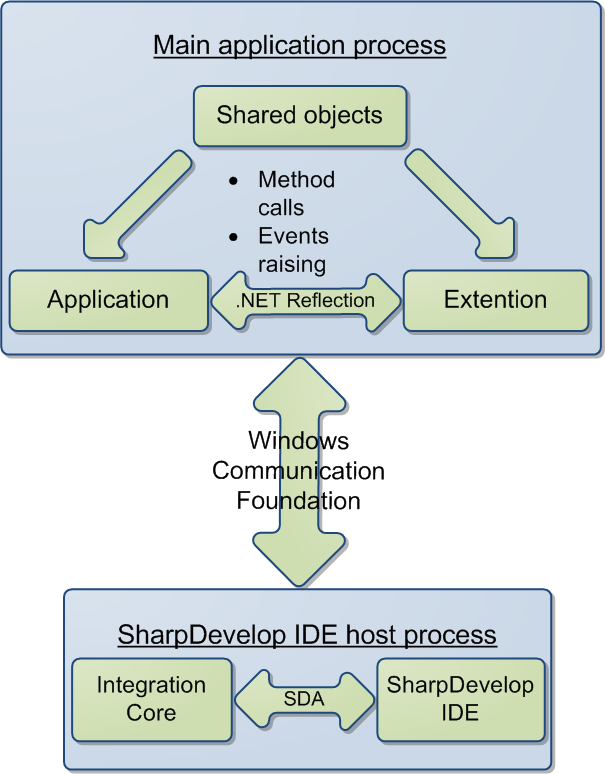 Main application process
Shared objects
• Method
calls
• Events
raising
Application
.NET Reflection
Extention
Windows
Communication
Foundation
SharpDevelop IDE host process
Integration
Core
SDA
SharpDevelop
IDE